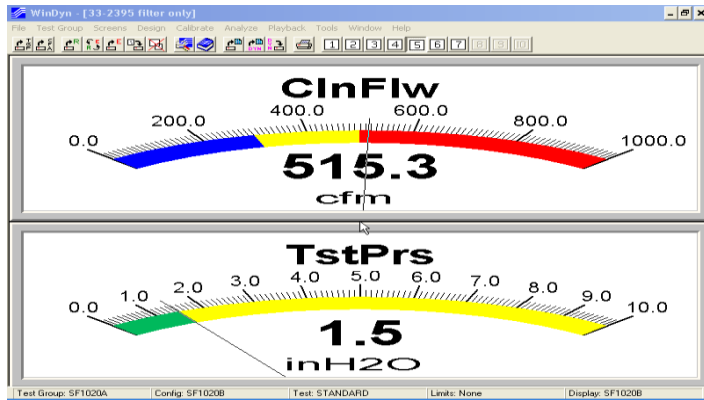 WinDyn - [33-2395 filter only]
File Test Group Screens Design Calibrate Analyze Playback Tools Window Help
1 2 3 4 5 6 7 8 9 10
ClnFlw
0.0 200.0 400.0 600.0 800.0 1000.0
515.3
cfm
TstPrs
0.0 1.0 2.0 3.0 4.0 5.0 6.0 7.0 8.0 9.0 10.0
1.5
inH2O
Test Group: SF1020A Config: SF1020B Test: STANDARD Limits: None Display: SF1020B